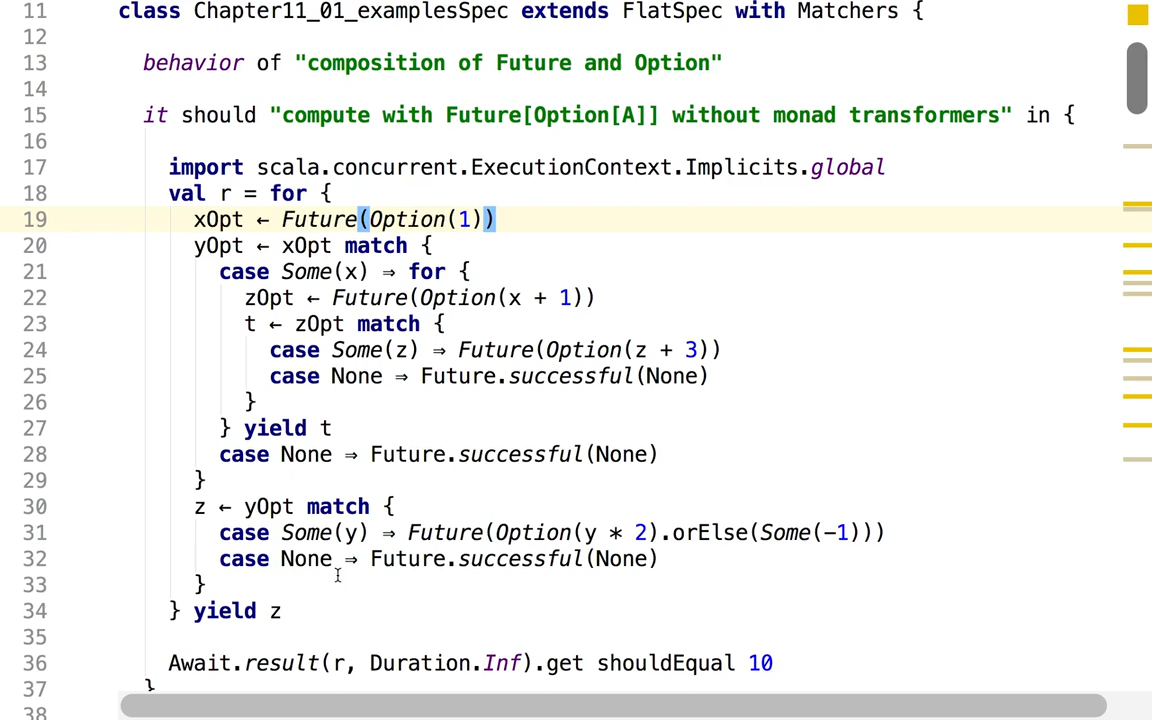 11 class Chapter11_01_examplesSpec extends FlatSpec with Matchers {
12
13 behavior of "composition of Future and Option"
14
15 it should "compute with Future[Option[A]] without monad transformers" in {
16
17 import scala.concurrent.ExecutionContext.Implicits.global
18 val r = for {
19 xOpt ← Future(Option(1))
20 yOpt ← xOpt match {
21 case Some(x) ⇒ for {
22 zOpt ← Future(Option(x + 1))
23 t ← zOpt match {
24 case Some(z) ⇒ Future(Option(z + 3))
25 case None ⇒ Future.successful(None)
26 }
27 } yield t
28 case None ⇒ Future.successful(None)
29 }
30 z ← yOpt match {
31 case Some(y) ⇒ Future(Option(y * 2).orElse(Some(−1)))
32 case None ⇒ Future.successful(None)
33 }
34 } yield z
35
36 Await.result(r, Duration.Inf).get shouldEqual 10
37 }
38